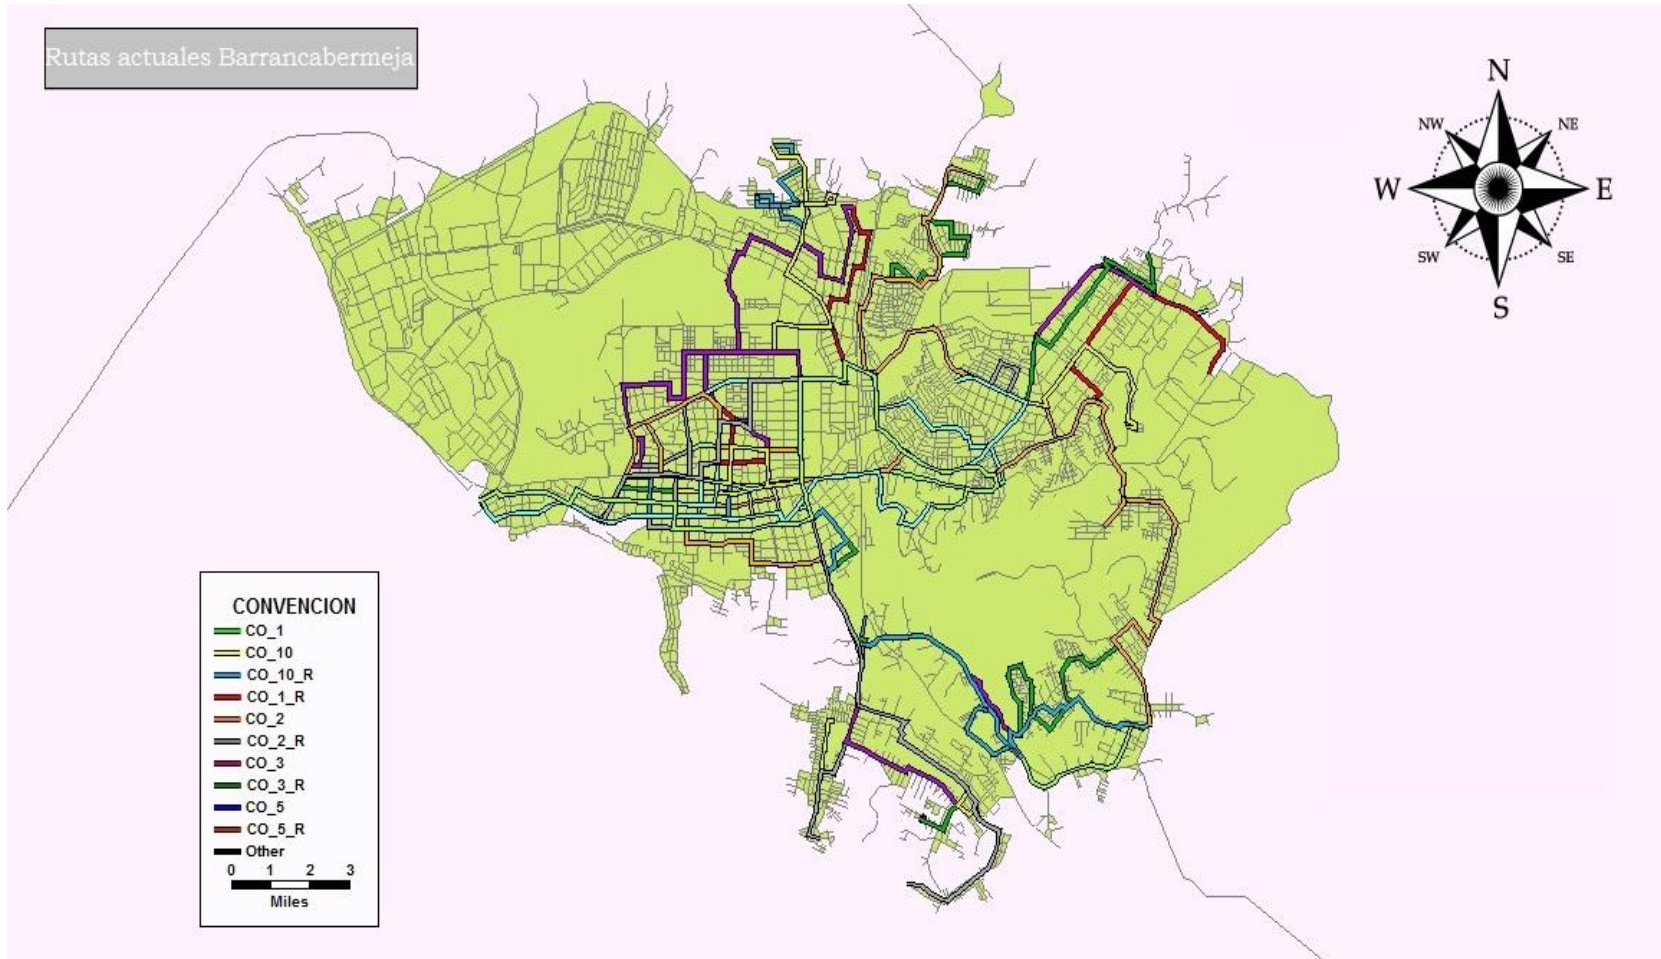 Rutas actuales Barrancabermeja
N
NW
NE
W
E
SW
SE
S
CONVENCION
CO_1
CO_10
CO_10_R
CO_1_R
CO_2
CO_2_R
CO_3
CO_3_R
CO_5
CO_5_R
Other
0 1 2 3
Miles